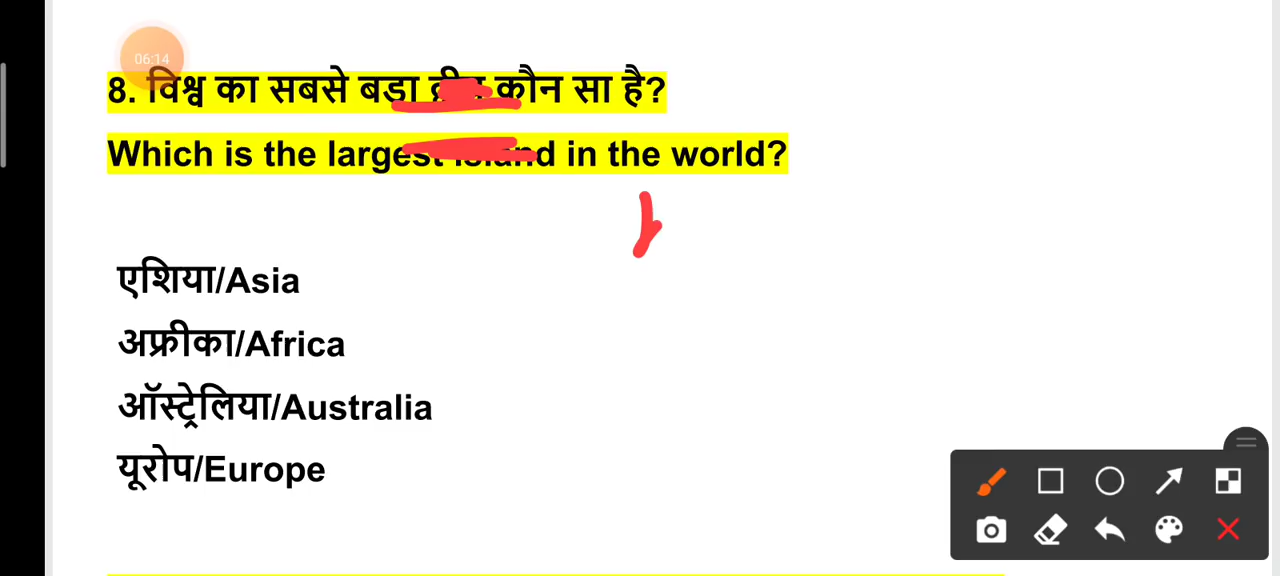 06:14
8. विश्व का सबसे बड़ा द्वीप कौन सा है?
Which is the largest island in the world?
एशिया/Asia
अफ्रीका/Africa
ऑस्ट्रेलिया/Australia
यूरोप/Europe